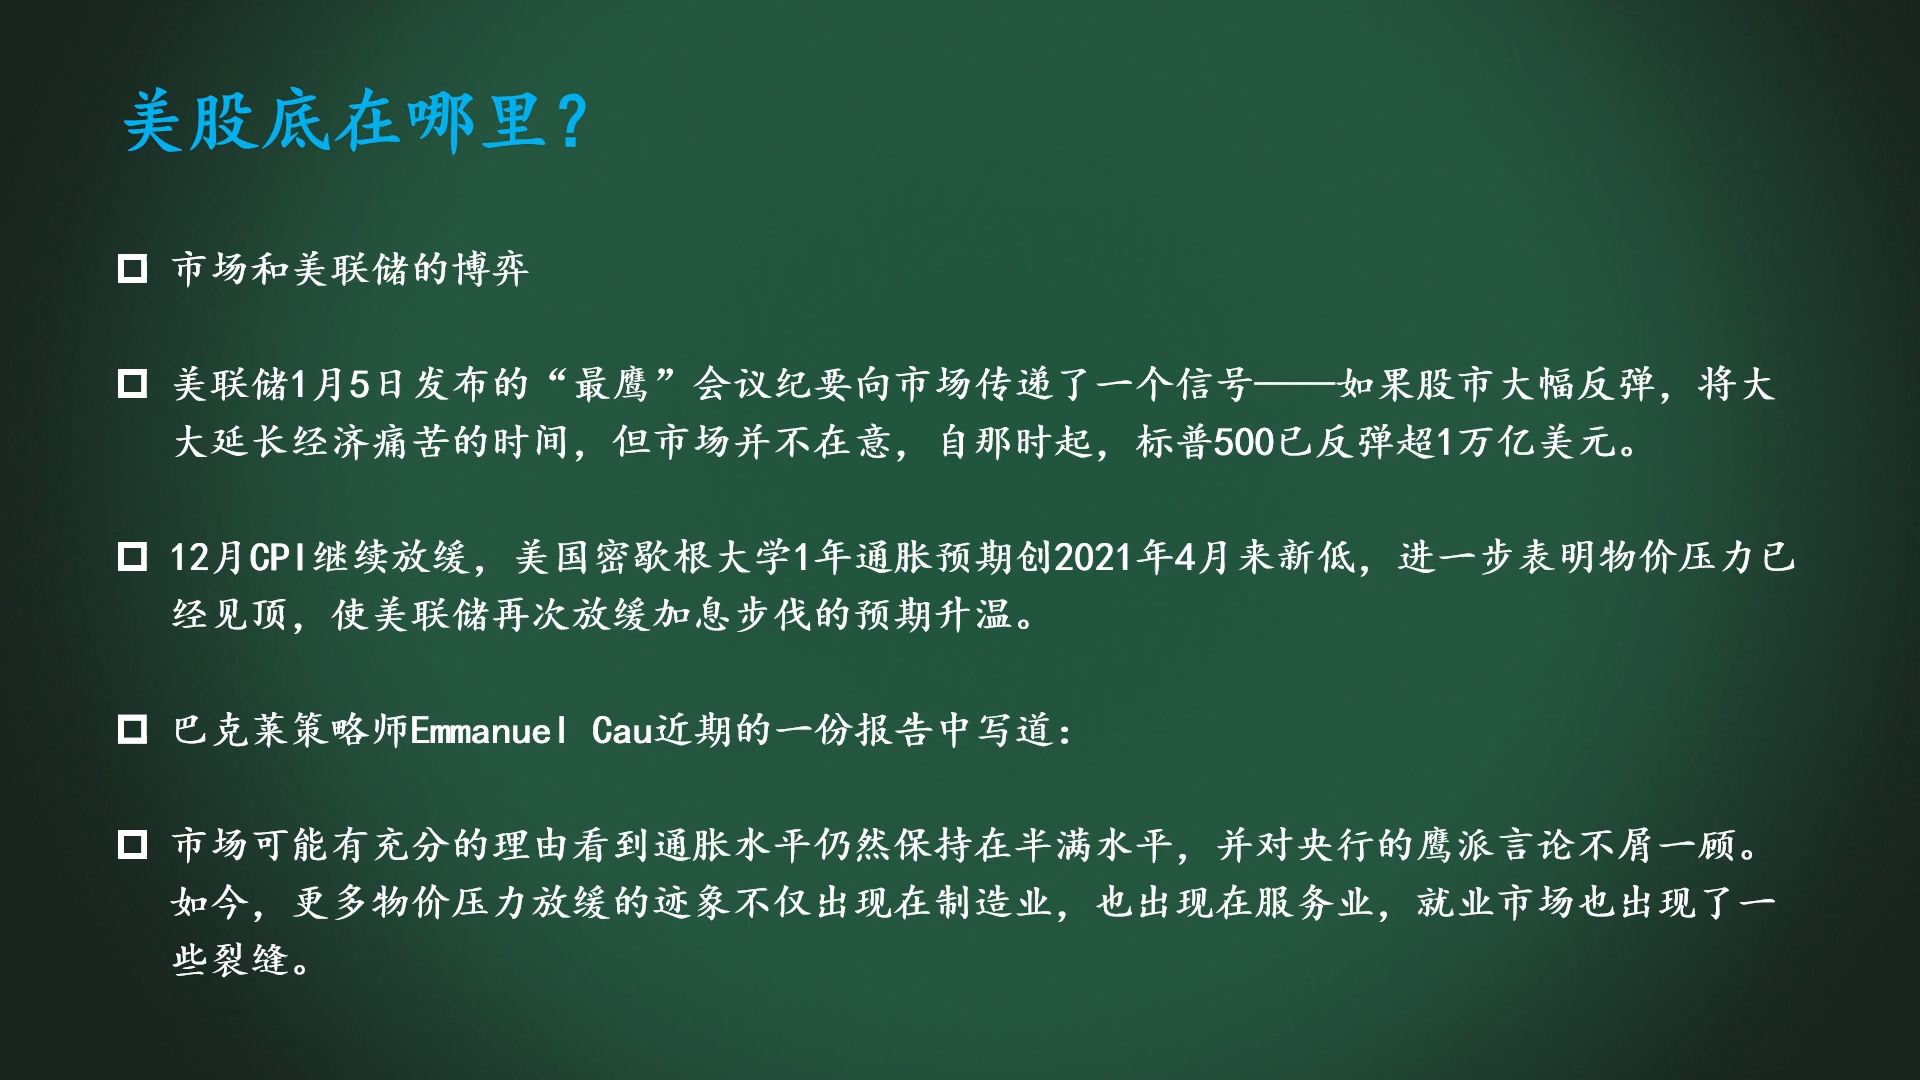 美股底在哪里？
市场和美联储的博弈
美联储1月5日发布的“最鹰”会议纪要向市场传递了一个信号——如果股市大幅反弹，将大
大延长经济痛苦的时间，但市场并不在意，自那时起，标普500已反弹超1万亿美元。
12月CPI继续放缓，美国密歇根大学1年通胀预期创2021年4月来新低，进一步表明物价压力已
经见顶，使美联储再次放缓加息步伐的预期升温。
巴克莱策略师Emmanuel Cau近期的一份报告中写道：
市场可能有充分的理由看到通胀水平仍然保持在半满水平，并对央行的鹰派言论不屑一顾。
如今，更多物价压力放缓的迹象不仅出现在制造业，也出现在服务业，就业市场也出现了一
些裂缝。